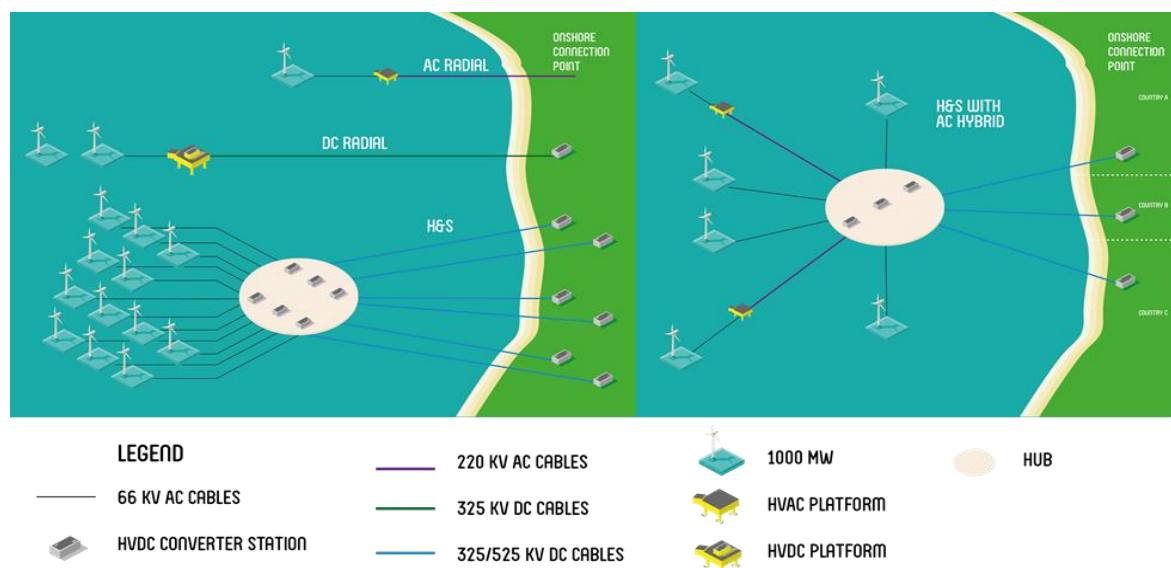 ONSHORE
CONNECTION
POINT
AC RADIAL
DC RADIAL
H&S
ONSHORE
CONNECTION
POINT
COUNTRY A
H&S WITH
AC HYBRID
COUNTRY B
COUNTRY C
LEGEND
66 KV AC CABLES
HVDC CONVERTER STATION
220 KV AC CABLES
325 KV DC CABLES
325/525 KV DC CABLES
1000 MW
HVAC PLATFORM
HVDC PLATFORM
HUB